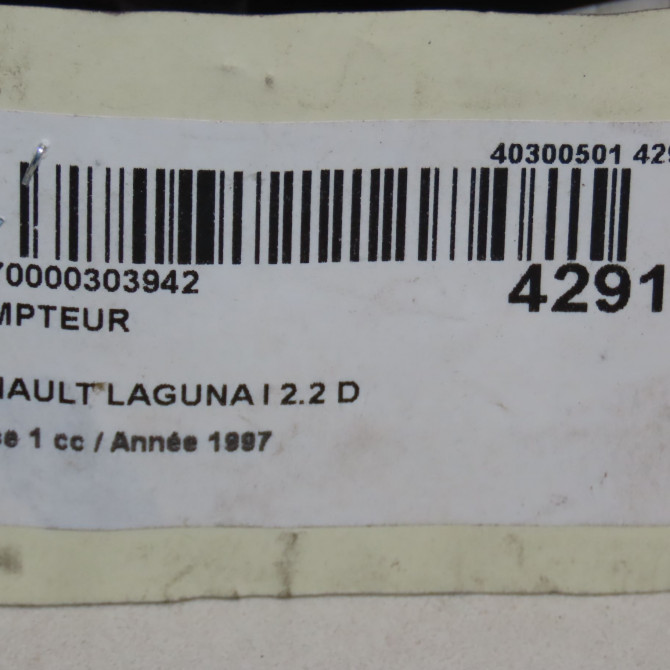 40300501 429
70000303942
4291
MPTEUR
NAULT LAGUNA I 2.2 D
se 1 cc / Année 1997